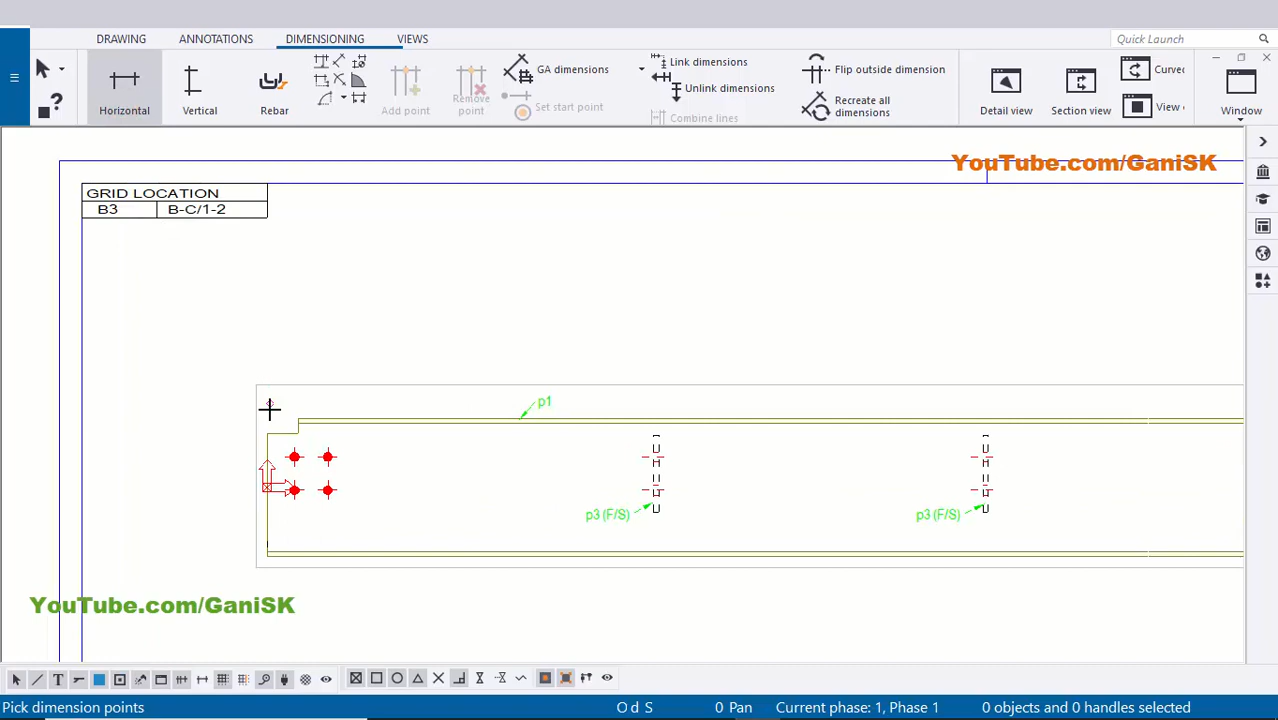 DRAWING ANNOTATIONS DIMENSIONING VIEWS Quick Launch
Horizontal Vertical Rebar Add point Remove point GA dimensions Set start point Link dimensions Unlink dimensions Combine lines Flip outside dimension Recreate all dimensions Detail view Section view Curve View Window
YouTube.com/GaniSK
GRID LOCATION
B3 B-C/1-2
p1
p3 (F/S) p3 (F/S)
YouTube.com/GaniSK
Pick dimension points O d S 0 Pan Current phase: 1, Phase 1 0 objects and 0 handles selected